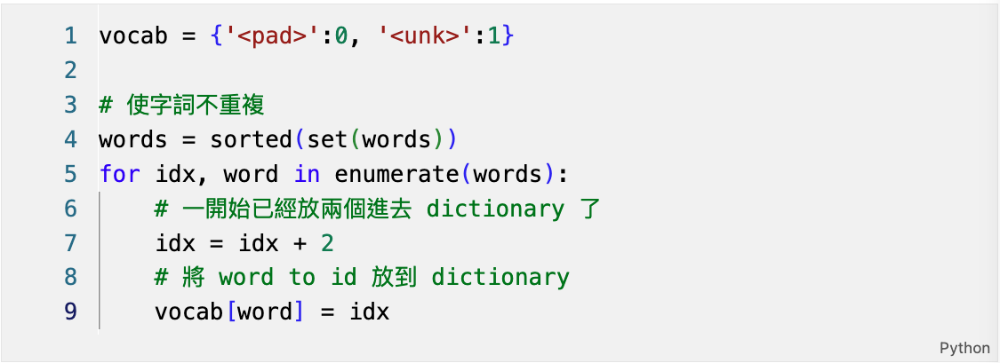 1 vocab = {'<pad>':0, '<unk>':1}
2
3 # 使字詞不重複
4 words = sorted(set(words))
5 for idx, word in enumerate(words):
6     # 一開始已經放兩個進去 dictionary 了
7     idx = idx + 2
8     # 將 word to id 放到 dictionary
9     vocab[word] = idx
Python